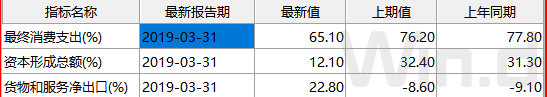 指标名称 最新报告期 最新值 上期值 上年同期
最终消费支出(%) 2019-03-31 65.10 76.20 77.80
资本形成总额(%) 2019-03-31 12.10 32.40 31.30
货物和服务净出口(%) 2019-03-31 22.80 -8.60 -9.10
Win.d